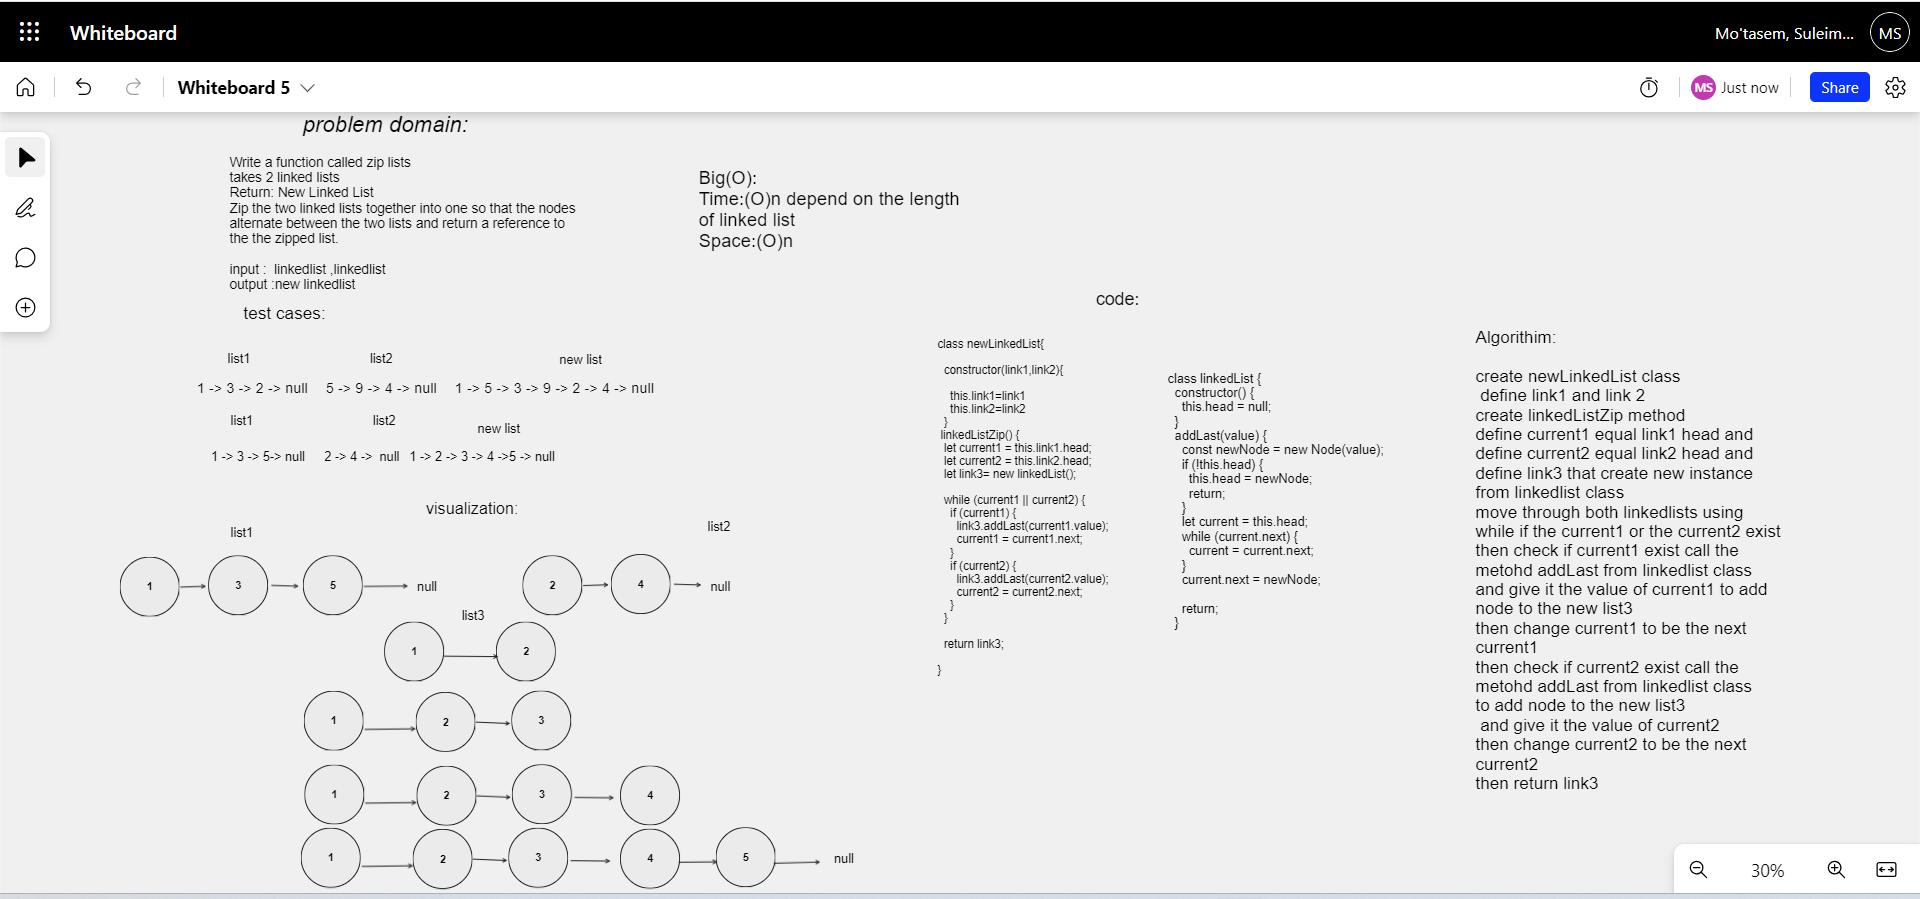 Whiteboard
Mo'tasem, Suleim...
MS
Whiteboard 5
MS
Just now
Share
problem domain:
Write a function called zip lists
takes 2 linked lists
Return: New Linked List
Zip the two linked lists together into one so that the nodes
alternate between the two lists and return a reference to
the the zipped list.
input : linkedlist ,linkedlist
output :new linkedlist
Big(O):
Time:(O)n depend on the length
of linked list
Space:(O)n
test cases:
list1 list2 new list
1 -> 3 -> 2 -> null 5 -> 9 -> 4 -> null 1 -> 5 -> 3 -> 9 -> 2 -> 4 -> null
list1 list2 new list
1 -> 3 -> 5-> null 2 -> 4 -> null 1 -> 2 -> 3 -> 4 ->5 -> null
visualization:
list1
list2
1 3 5 null
2 4 null
list3
1 2
1 2 3
1 2 3 4
1 2 3 4 5 null
code:
class newLinkedList{
constructor(link1,link2){
this.link1=link1
this.link2=link2
}
linkedListZip() {
let current1 = this.link1.head;
let current2 = this.link2.head;
let link3= new linkedList();
while (current1 || current2) {
if (current1) {
link3.addLast(current1.value);
current1 = current1.next;
}
if (current2) {
link3.addLast(current2.value);
current2 = current2.next;
}
}
return link3;
}
class linkedList {
constructor() {
this.head = null;
}
addLast(value) {
const newNode = new Node(value);
if (!this.head) {
this.head = newNode;
return;
}
let current = this.head;
while (current.next) {
current = current.next;
}
current.next = newNode;
return;
}
Algorithim:
create newLinkedList class
define link1 and link 2
create linkedListZip method
define current1 equal link1 head and
define current2 equal link2 head and
define link3 that create new instance
from linkedlist class
move through both linkedlists using
while if the current1 or the current2 exist
then check if current1 exist call the
metohd addLast from linkedlist class
and give it the value of current1 to add
node to the new list3
then change current1 to be the next
current1
then check if current2 exist call the
metohd addLast from linkedlist class
to add node to the new list3
and give it the value of current2
then change current2 to be the next
current2
then return link3
30%